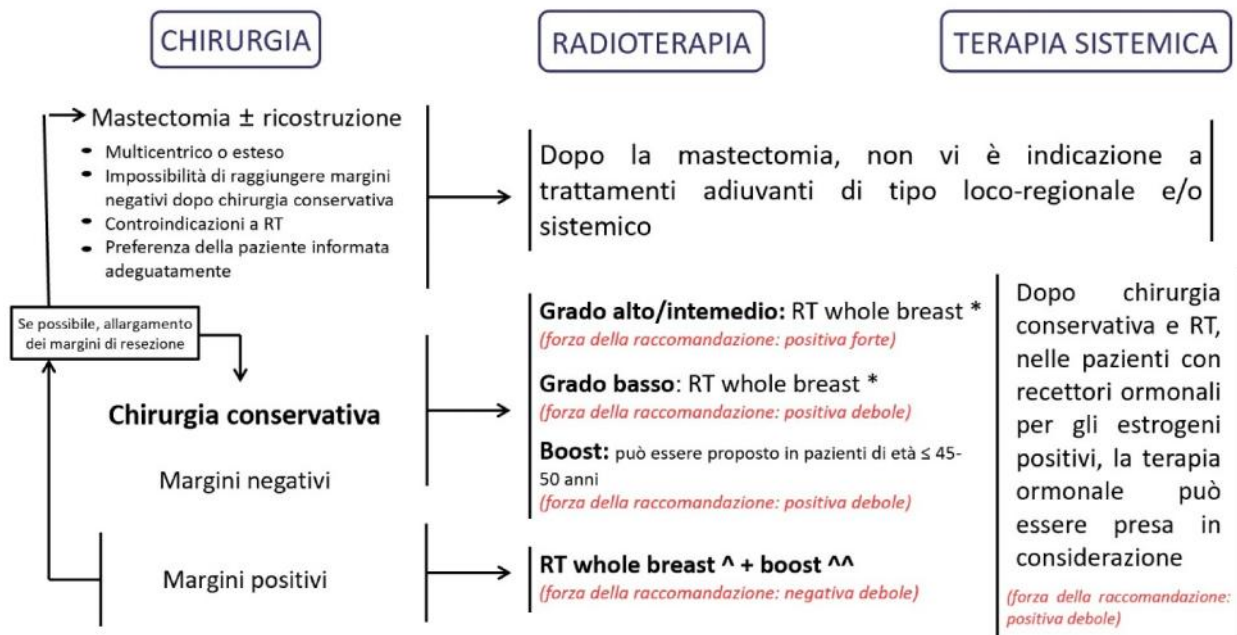 CHIRURGIA
RADIOTERAPIA
TERAPIA SISTEMICA
Mastectomia ± ricostruzione
• Multicentrico o esteso
• Impossibilità di raggiungere margini
negativi dopo chirurgia conservativa
• Controindicazioni a RT
• Preferenza della paziente informata
adeguatamente
Dopo la mastectomia, non vi è indicazione a
trattamenti adiuvanti di tipo loco-regionale e/o
sistemico
Se possibile, allargamento
dei margini di resezione
Chirurgia conservativa
Margini negativi
Grado alto/intemedio: RT whole breast *
(forza della raccomandazione: positiva forte)
Grado basso: RT whole breast *
(forza della raccomandazione: positiva debole)
Boost: può essere proposto in pazienti di età ≤ 45-
50 anni
(forza della raccomandazione: positiva debole)
Margini positivi
RT whole breast ^ + boost ^^
(forza della raccomandazione: negativa debole)
Dopo chirurgia
conservativa e RT,
nelle pazienti con
recettori ormonali
per gli estrogeni
positivi, la terapia
ormonale può
essere presa in
considerazione
(forza della raccomandazione:
positiva debole)